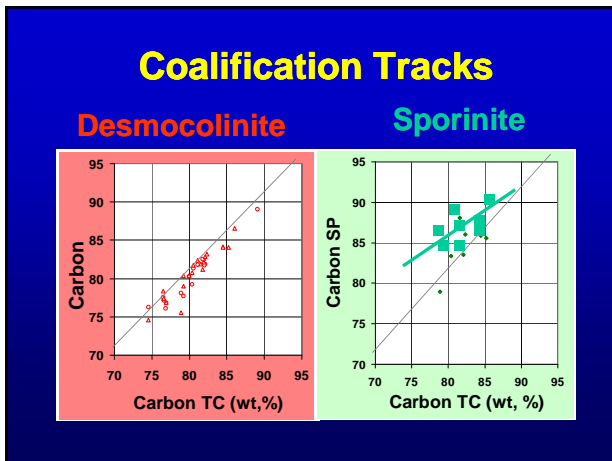 Coalification Tracks
Desmocolinite
Sporinite
95
90
85
80
75
70
Carbon
70 75 80 85 90 95
Carbon TC (wt,%)
95
90
85
80
75
70
Carbon SP
70 75 80 85 90 95
Carbon TC (wt, %)